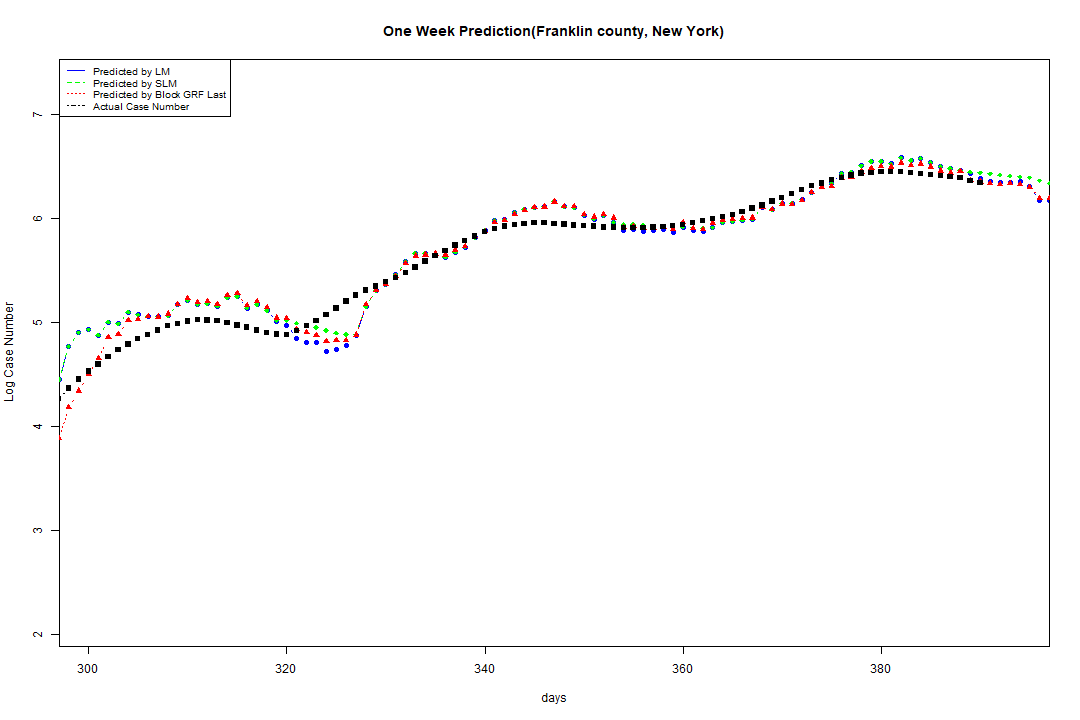 One Week Prediction(Franklin county, New York)
Predicted by LM
Predicted by SLM
Predicted by Block GRF Last
Actual Case Number
7
6
5
4
3
2
Log Case Number
300 320 340 360 380
days